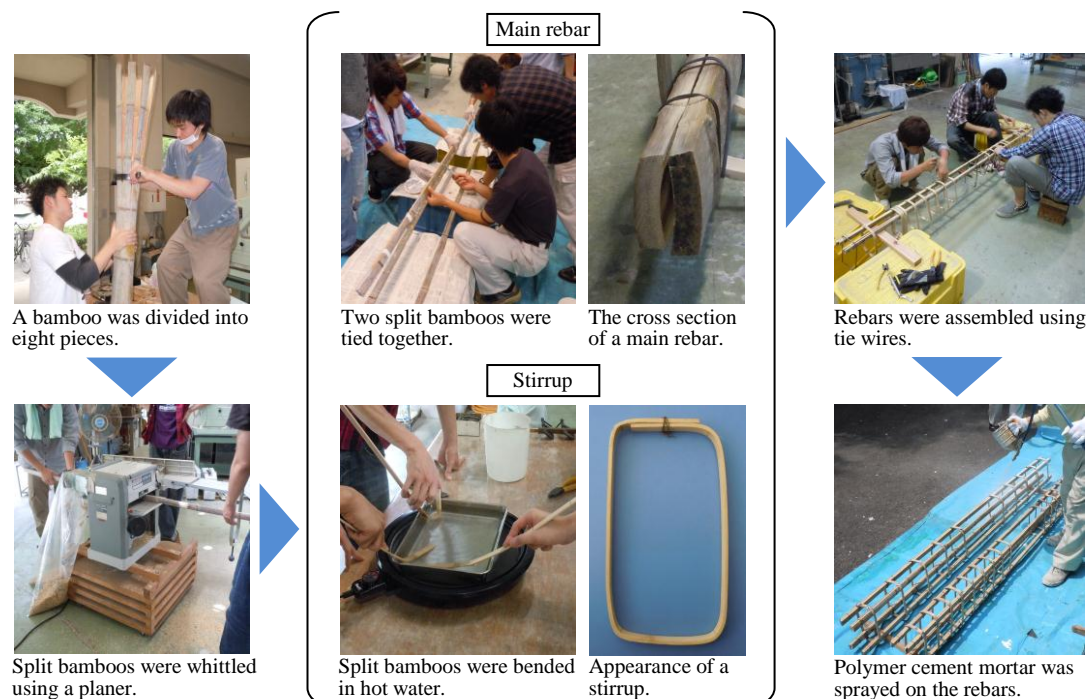 A bamboo was divided into
eight pieces.
Split bamboos were whittled
using a planer.
Main rebar
Two split bamboos were
tied together.
The cross section
of a main rebar.
Stirrup
Split bamboos were bended
in hot water.
Appearance of a
stirrup.
Rebars were assembled using
tie wires.
Polymer cement mortar was
sprayed on the rebars.